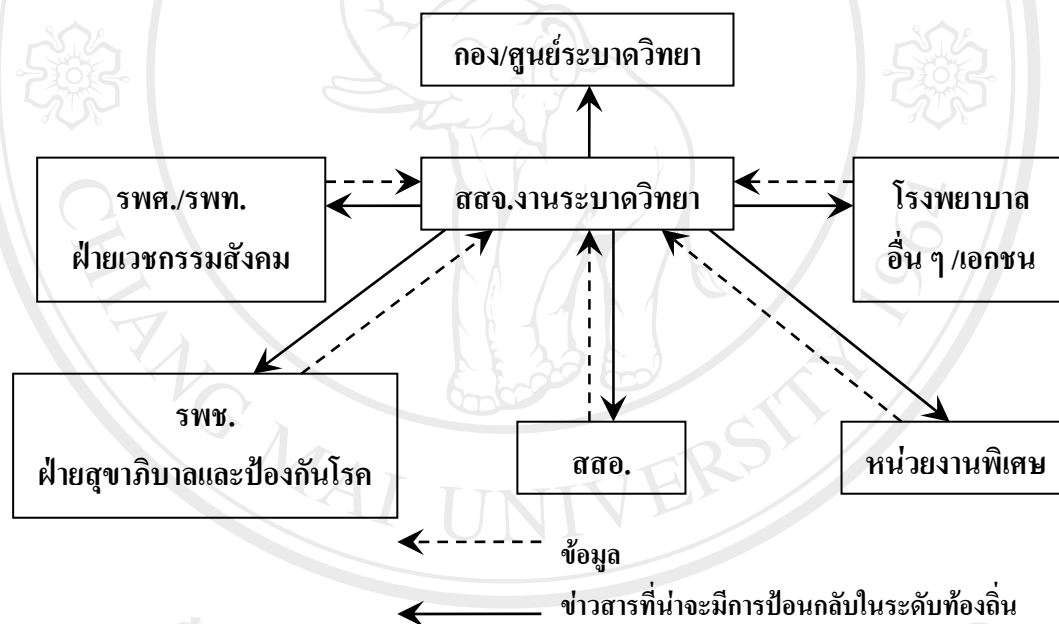 กอง/ศูนย์ระบาดวิทยา
รพศ./รพท.
ฝ่ายเวชกรรมสังคม
สสจ.งานระบาดวิทยา
โรงพยาบาล
อื่น ๆ /เอกชน
รพช.
ฝ่ายสุขาภิบาลและป้องกันโรค
สสอ.
หน่วยงานพิเศษ
ข้อมูล
ข่าวสารที่น่าจะมีการป้อนกลับในระดับท้องถิ่น
CHIANG MAI UNIVERSITY 1964